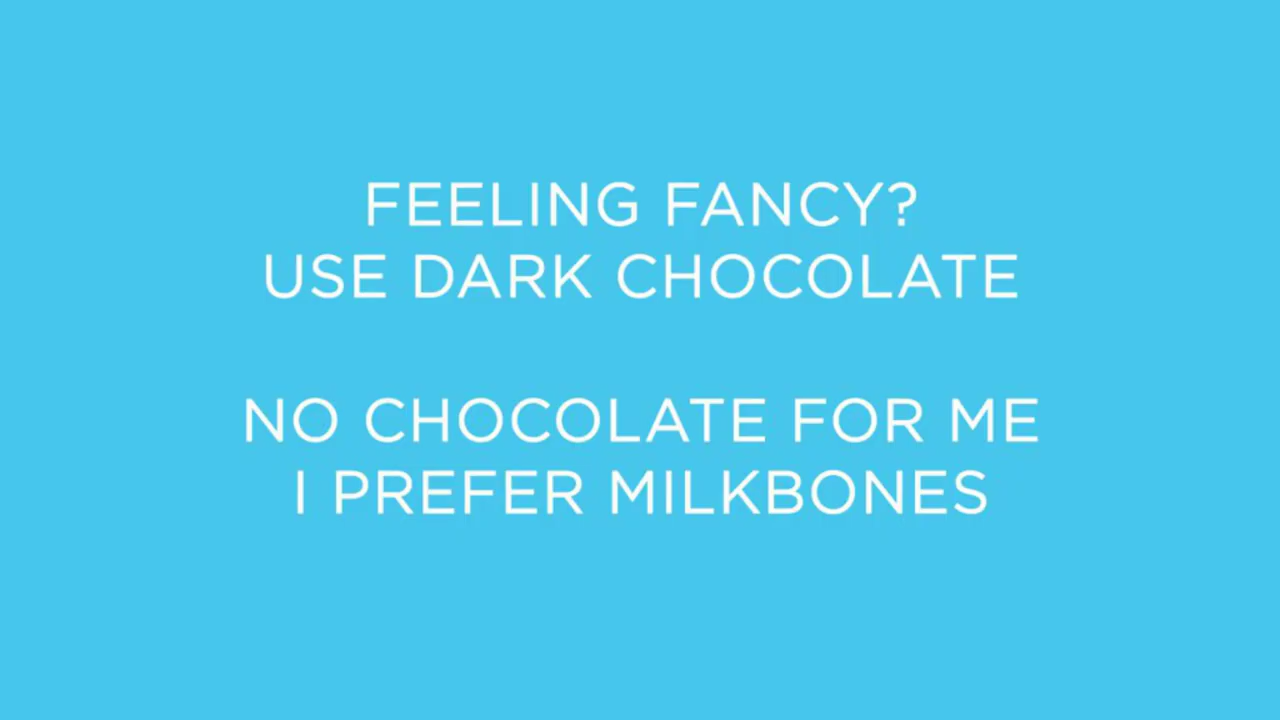 FEELING FANCY?
USE DARK CHOCOLATE
NO CHOCOLATE FOR ME
I PREFER MILKBONES